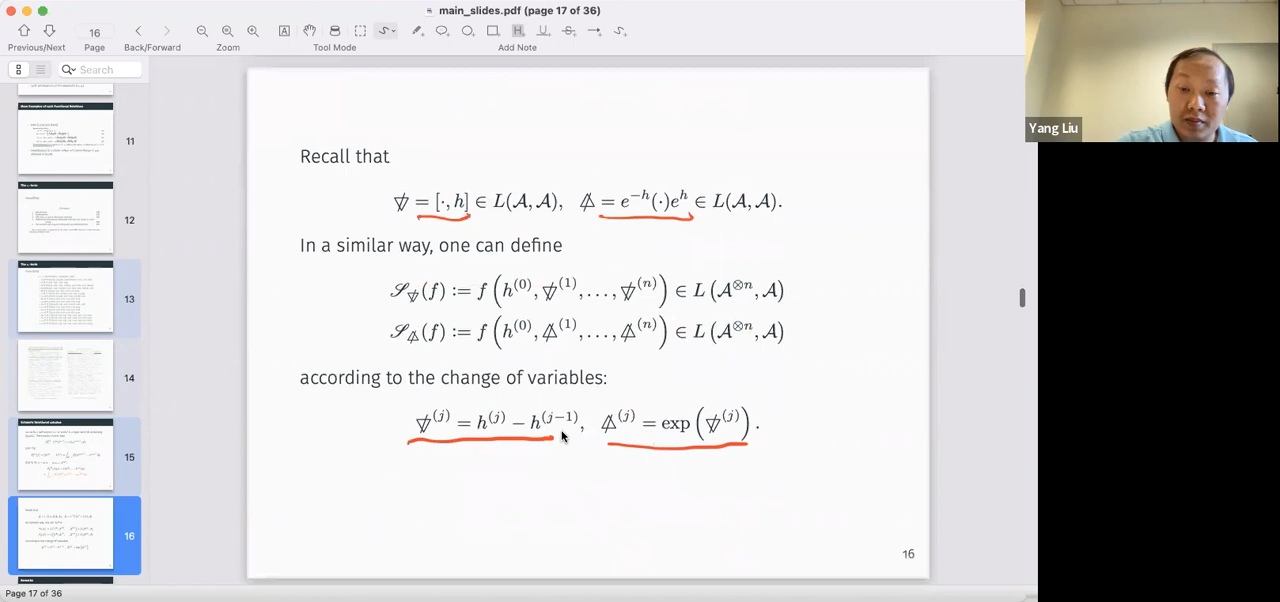 main_slides.pdf (page 17 of 36)
16
Previous/Next
Page
Back/Forward
Zoom
Tool Mode
Add Note
Search
11
12
13
14
15
16
Recall that
⍒ = [·, h] ∈ L(𝒜, 𝒜), ⍋ = e^{−h}(·)e^{h} ∈ L(𝒜, 𝒜).
In a similar way, one can define
𝒮_⍒(f) := f(h^{(0)}, ⍒^{(1)}, . . . , ⍒^{(n)}) ∈ L(𝒜^{⊗n}, 𝒜)
𝒮_⍋(f) := f(h^{(0)}, ⍋^{(1)}, . . . , ⍋^{(n)}) ∈ L(𝒜^{⊗n}, 𝒜)
according to the change of variables:
⍒^{(j)} = h^{(j)} − h^{(j−1)}, ⍋^{(j)} = exp(⍒^{(j)}).
16
Yang Liu
Page 17 of 36